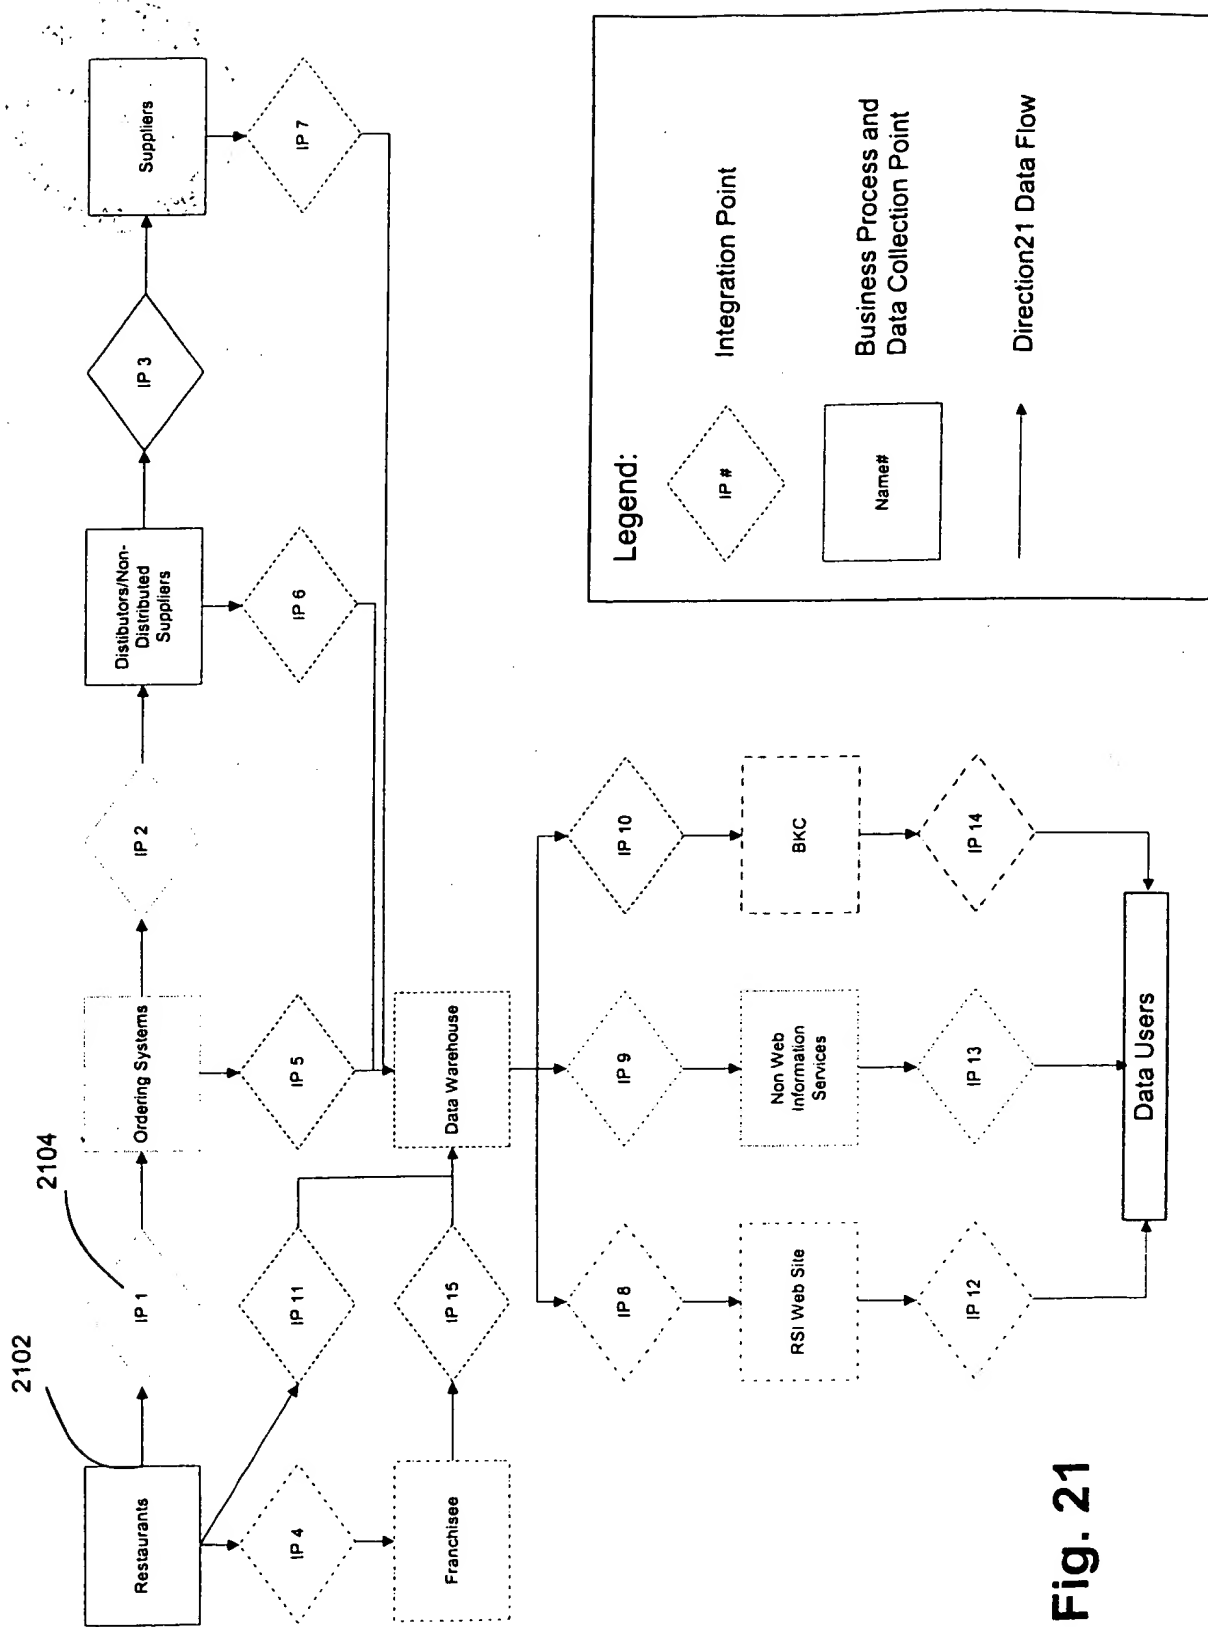 2102
2104
Restaurants
IP 1
Ordering Systems
IP 2
Distibutors/Non-
Distributed
Suppliers
IP 3
Suppliers
IP 4
IP 11
IP 5
IP 6
IP 7
Franchisee
IP 15
Data Warehouse
IP 8
IP 9
IP 10
RSI Web Site
Non Web
Information
Services
BKC
IP 12
IP 13
IP 14
Data Users
Legend:
IP #
Integration Point
Name#
Business Process and
Data Collection Point
Direction21 Data Flow
Fig. 21